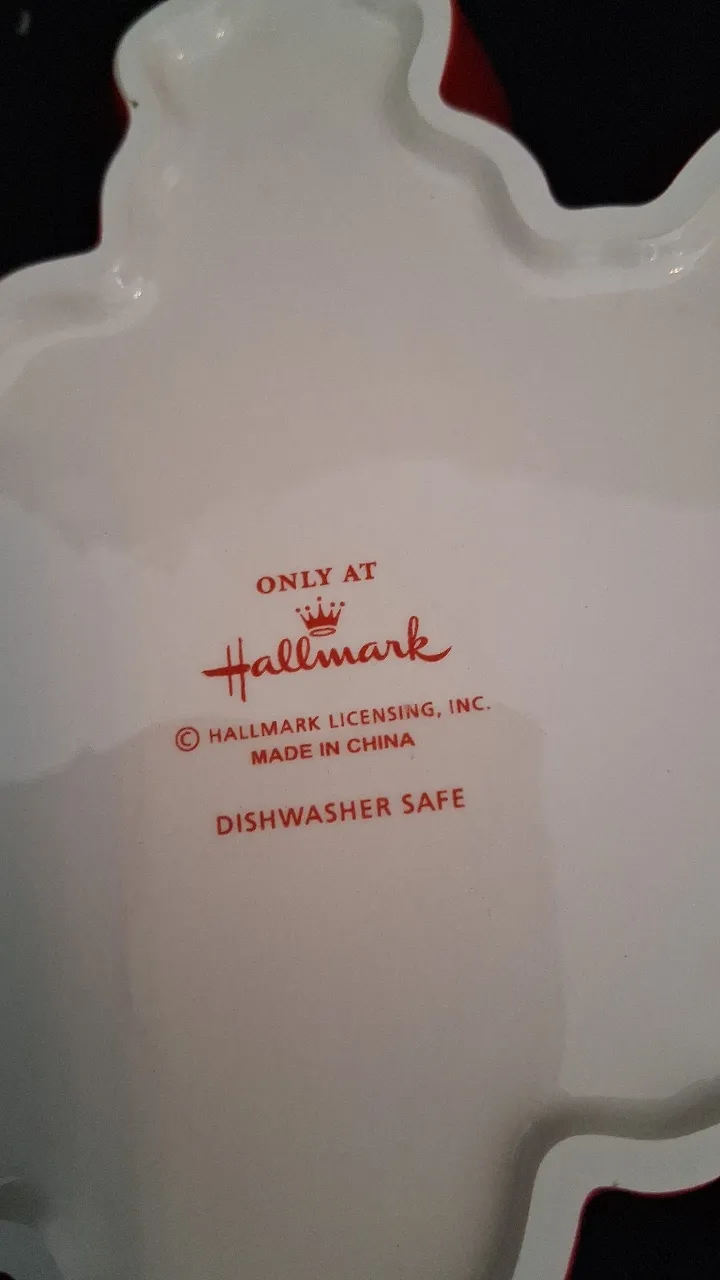 ONLY AT
Hallmark
© HALLMARK LICENSING, INC.
MADE IN CHINA
DISHWASHER SAFE